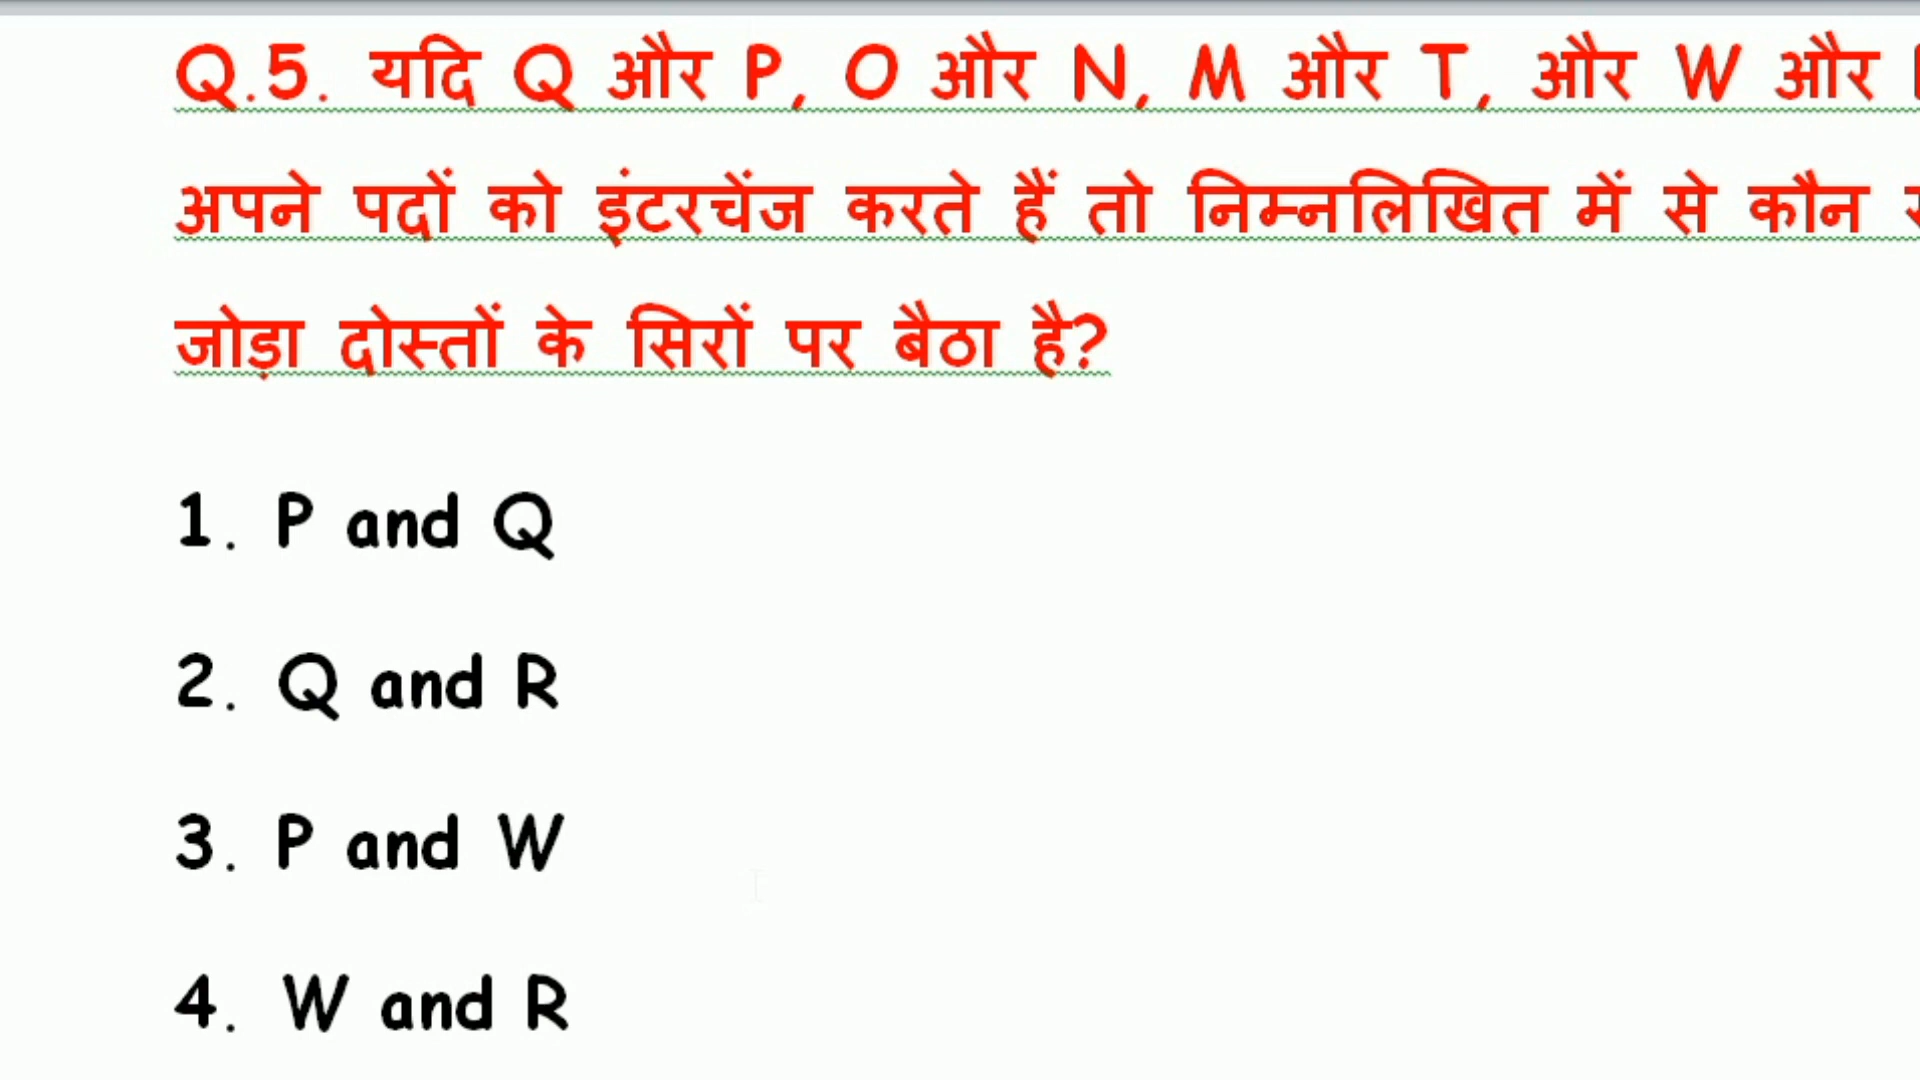 Q.5. यदि Q और P, O और N, M और T, और W और
अपने पदों को इंटरचेंज करते हैं तो निम्नलिखित में से कौन
जोड़ा दोस्तों के सिरों पर बैठा है?
1. P and Q
2. Q and R
3. P and W
4. W and R